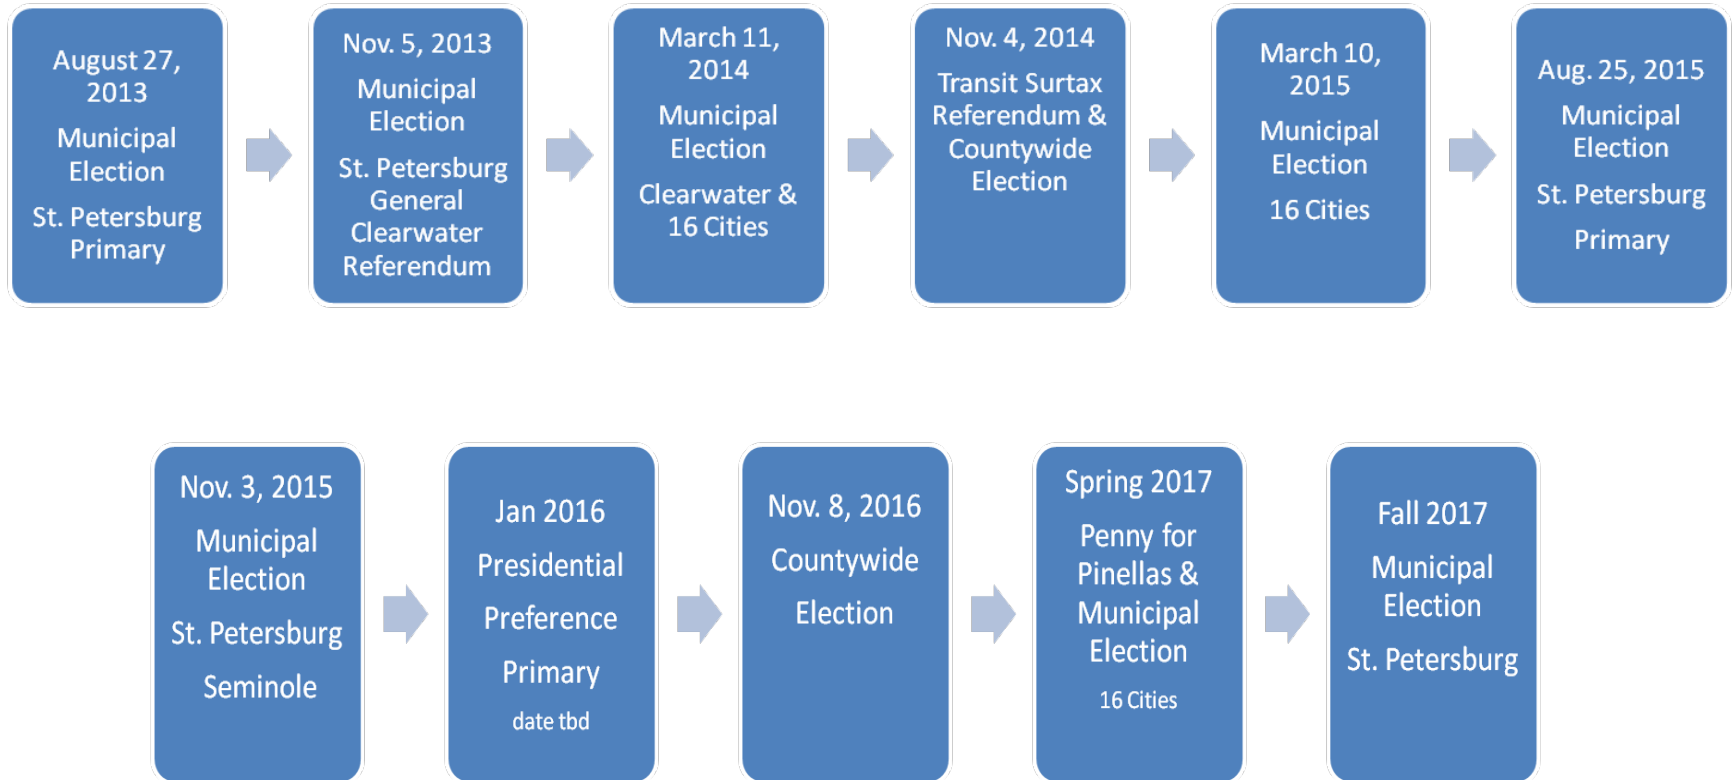 August 27,
2013
Municipal
Election
St. Petersburg
Primary
Nov. 5, 2013
Municipal
Election
St. Petersburg
General
Clearwater
Referendum
March 11,
2014
Municipal
Election
Clearwater &
16 Cities
Nov. 4, 2014
Transit Surtax
Referendum &
Countywide
Election
March 10,
2015
Municipal
Election
16 Cities
Aug. 25, 2015
Municipal
Election
St. Petersburg
Primary
Nov. 3, 2015
Municipal
Election
St. Petersburg
Seminole
Jan 2016
Presidential
Preference
Primary
date tbd
Nov. 8, 2016
Countywide
Election
Spring 2017
Penny for
Pinellas &
Municipal
Election
16 Cities
Fall 2017
Municipal
Election
St. Petersburg